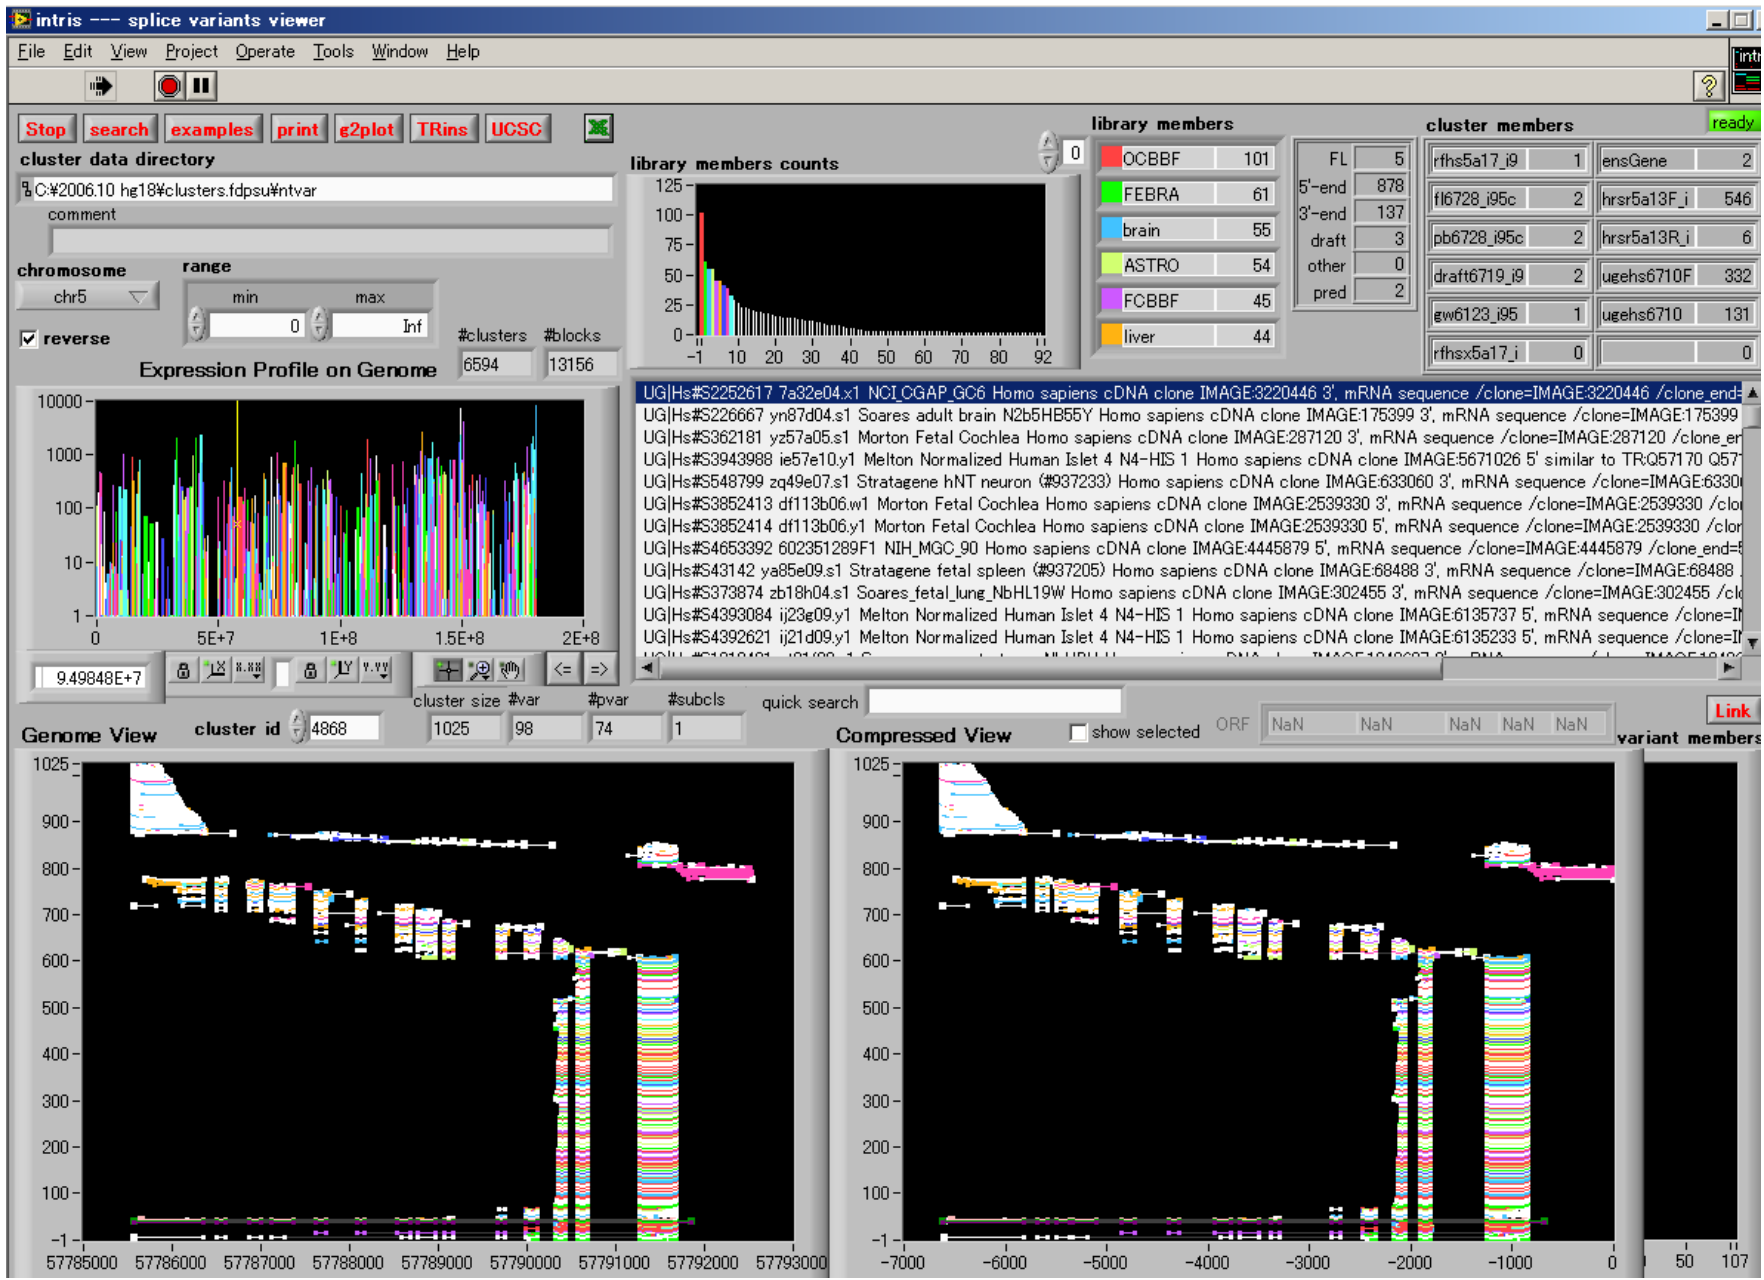 intris --- splice variants viewer
File Edit View Project Operate Tools Window Help
intr
Stop search examples print g2plot TRins UCSC
cluster data directory
C:¥2006.10 hg18¥clusters.fdpsu¥ntvar
comment
chromosome
chr5
range
min max
0 Inf
reverse
#clusters #blocks
6594 13156
library members counts
0
125
100
75
50
25
0
-1 10 20 30 40 50 60 70 80 92
library members
OCBBF 101
FEBRA 61
brain 55
ASTRO 54
FCBBF 45
liver 44
FL 5
5'-end 878
3'-end 137
draft 3
other 0
pred 2
cluster members
ready
rfhs5a17_i9 1 ensGene 2
fl6728_i95c 2 hrsr5a13F_i 546
pb6728_i95c 2 hrsr5a13R_i 6
draft6719_i9 2 ugehs6710F 332
gw6123_i95 1 ugehs6710 131
rfhsx5a17_i 0 0
Expression Profile on Genome
10000
1000
100
10
1
0 5E+7 1E+8 1.5E+8 2E+8
9.49848E+7
X.XX
Y.YY
<= =>
UG|Hs#S2252617 7a32e04.x1 NCI_CGAP_GC6 Homo sapiens cDNA clone IMAGE:3220446 3', mRNA sequence /clone=IMAGE:3220446 /clone_end=
UG|Hs#S226667 yn87d04.s1 Soares adult brain N2b5HB55Y Homo sapiens cDNA clone IMAGE:175399 3', mRNA sequence /clone=IMAGE:175399
UG|Hs#S362181 yz57a05.s1 Morton Fetal Cochlea Homo sapiens cDNA clone IMAGE:287120 3', mRNA sequence /clone=IMAGE:287120 /clone_er
UG|Hs#S3943988 ie57e10.y1 Melton Normalized Human Islet 4 N4-HIS 1 Homo sapiens cDNA clone IMAGE:5671026 5' similar to TR:Q57170 Q57
UG|Hs#S548799 zq49e07.s1 Stratagene hNT neuron (#937233) Homo sapiens cDNA clone IMAGE:633060 3', mRNA sequence /clone=IMAGE:6330
UG|Hs#S3852413 df113b06.w1 Morton Fetal Cochlea Homo sapiens cDNA clone IMAGE:2539330 3', mRNA sequence /clone=IMAGE:2539330 /clo
UG|Hs#S3852414 df113b06.y1 Morton Fetal Cochlea Homo sapiens cDNA clone IMAGE:2539330 5', mRNA sequence /clone=IMAGE:2539330 /clor
UG|Hs#S4653392 602351289F1 NIH_MGC_90 Homo sapiens cDNA clone IMAGE:4445879 5', mRNA sequence /clone=IMAGE:4445879 /clone_end=5
UG|Hs#S43142 ya85e09.s1 Stratagene fetal spleen (#937205) Homo sapiens cDNA clone IMAGE:68488 3', mRNA sequence /clone=IMAGE:68488
UG|Hs#S373874 zb18h04.s1 Soares_fetal_lung_NbHL19W Homo sapiens cDNA clone IMAGE:302455 3', mRNA sequence /clone=IMAGE:302455 /clo
UG|Hs#S4393084 ij23g09.y1 Melton Normalized Human Islet 4 N4-HIS 1 Homo sapiens cDNA clone IMAGE:6135737 5', mRNA sequence /clone=I
UG|Hs#S4392621 ij21d09.y1 Melton Normalized Human Islet 4 N4-HIS 1 Homo sapiens cDNA clone IMAGE:6135233 5', mRNA sequence /clone=I
cluster size #var #pvar #subcls
1025 98 74 1
quick search
show selected
ORF NaN NaN NaN NaN NaN
Link
Genome View
cluster id 4868
Compressed View
variant members
1025
900
800
700
600
500
400
300
200
100
-1
57785000 57786000 57787000 57788000 57789000 57790000 57791000 57792000 57793000
1025
900
800
700
600
500
400
300
200
100
-1
-7000 -6000 -5000 -4000 -3000 -2000 -1000 0
50 107